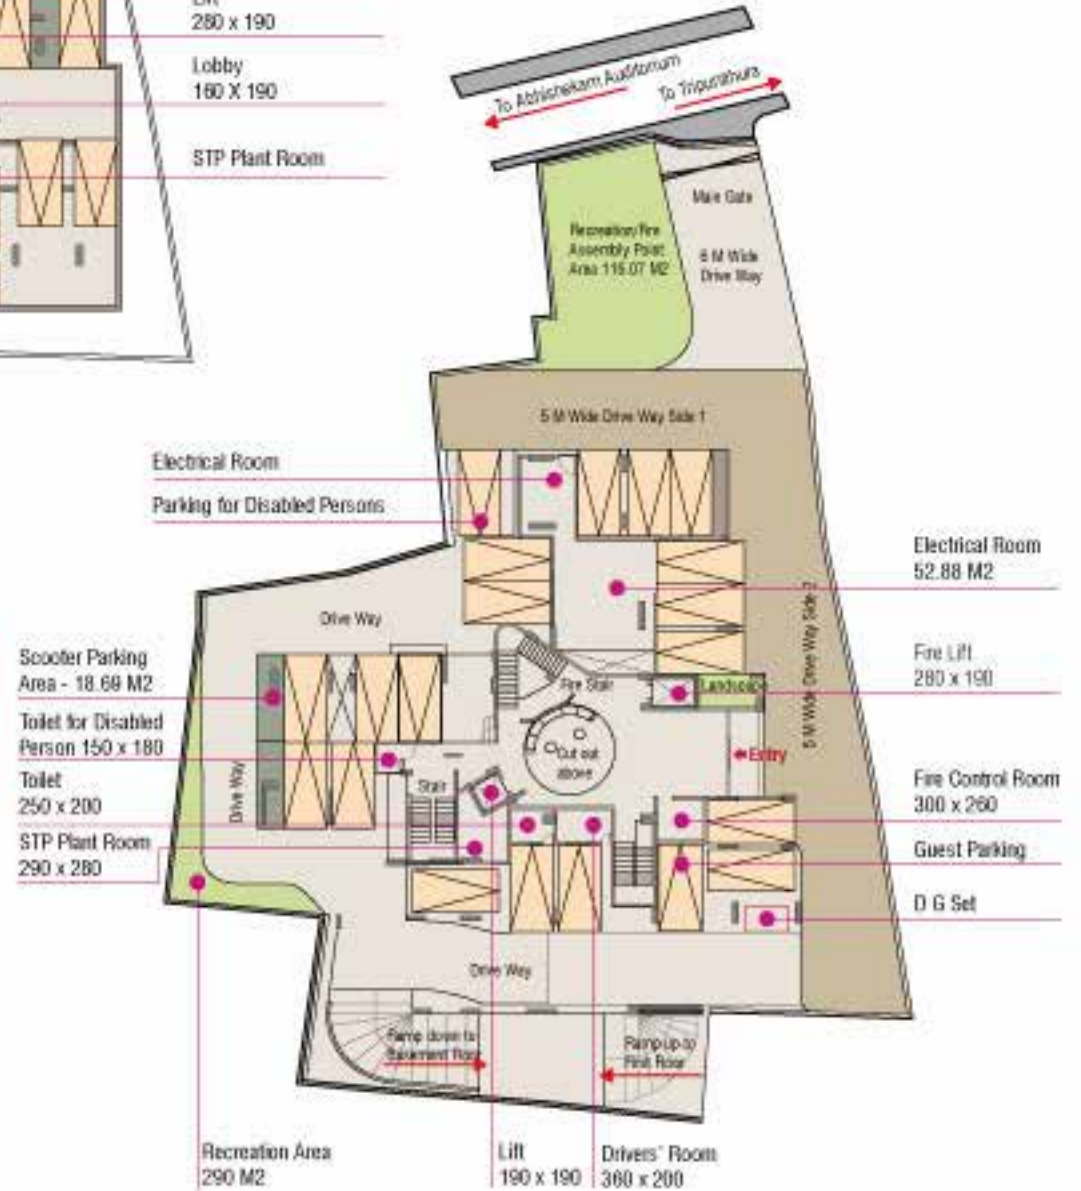 280 x 190
Lobby
160 X 190
STP Plant Room
To Abhishekam Auditorium
To Tripunithura
Main Gate
Recreation/Fire
Assembly Point
Area 116.07 M2
6 M Wide
Drive Way
5 M Wide Drive Way Side 1
Electrical Room
Parking for Disabled Persons
Electrical Room
52.88 M2
Drive Way
5 M Wide Drive Way Side 2
Scooter Parking
Area - 18.69 M2
Fire Lift
280 x 190
Fire Stair
Landscape
Toilet for Disabled
Person 150 x 180
Cut out
above
Entry
Drive Way
Stair
Toilet
250 x 200
Fire Control Room
300 x 260
STP Plant Room
290 x 280
Guest Parking
D G Set
Drive Way
Ramp down to
Basement Floor
Ramp up to
First Floor
Recreation Area
290 M2
Lift
190 x 190
Drivers' Room
360 x 200